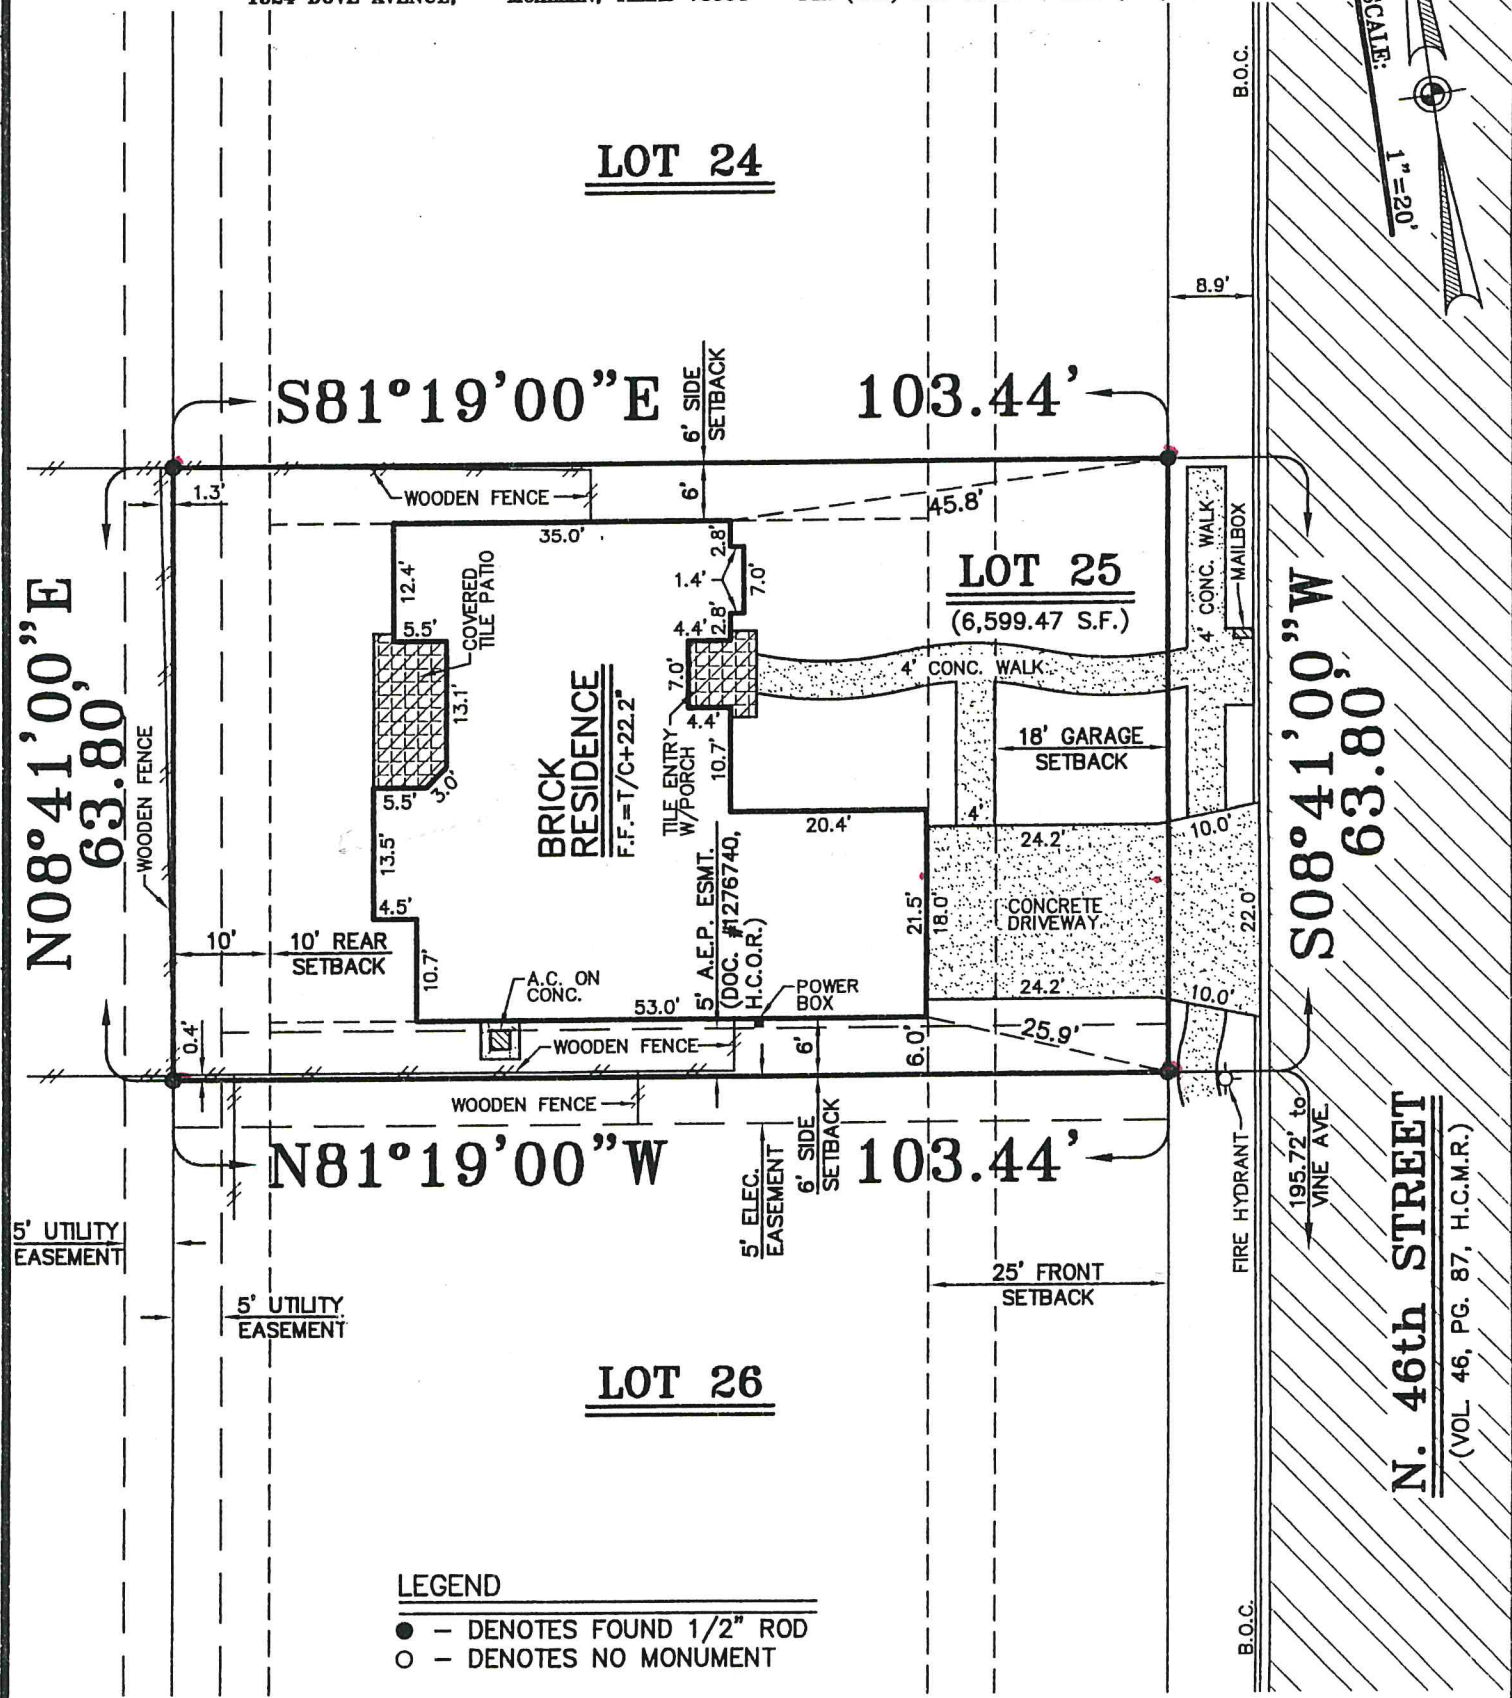 SCALE:
1"=20'
B.O.C.
LOT 24
8.9'
S81°19'00"E
6' SIDE
SETBACK
103.44'
1.3'
WOODEN FENCE
6'
45.8'
35.0'
2.8'
12.4'
COVERED
TILE PATIO
1.4'
7.0'
LOT 25
(6,599.47 S.F.)
4' CONC. WALK
MAILBOX
N08°41'00"E
63.80'
S08°41'00"W
63.80'
5.5'
4.4'
2.8'
4' CONC. WALK
7.0'
13.1'
4.4'
BRICK
RESIDENCE
F.F.=T/C+22.2"
TILE ENTRY
W/PORCH
10.7'
18' GARAGE
SETBACK
WOODEN FENCE
5.5'
3.0'
20.4'
4'
24.2'
10.0'
13.5'
5' A.E.P. ESMT.
(DOC. #1276740,
H.C.O.R.)
21.5'
18.0'
CONCRETE
DRIVEWAY
22.0'
4.5'
10'
10' REAR
SETBACK
10.7'
A.C. ON
CONC.
53.0'
POWER
BOX
24.2'
10.0'
0.4'
WOODEN FENCE
6'
6.0'
25.9'
WOODEN FENCE
N81°19'00"W
5' ELEC.
EASEMENT
6' SIDE
SETBACK
103.44'
FIRE HYDRANT
195.72' to
VINE AVE.
5' UTILITY
EASEMENT
5' UTILITY
EASEMENT
25' FRONT
SETBACK
N. 46th STREET
(VOL. 46, PG. 87, H.C.M.R.)
LOT 26
LEGEND
● – DENOTES FOUND 1/2" ROD
○ – DENOTES NO MONUMENT
B.O.C.